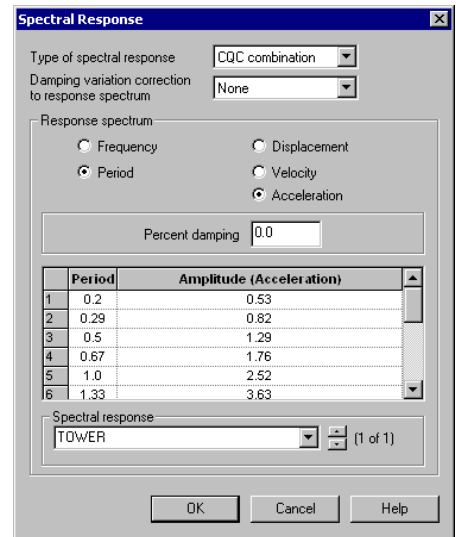 Spectral Response
Type of spectral response CQC combination
Damping variation correction
to response spectrum None
Response spectrum
Frequency Displacement
Period Velocity
Acceleration
Percent damping 0.0
Period Amplitude (Acceleration)
1 0.2 0.53
2 0.29 0.82
3 0.5 1.29
4 0.67 1.76
5 1.0 2.52
6 1.33 3.63
Spectral response
TOWER (1 of 1)
OK Cancel Help